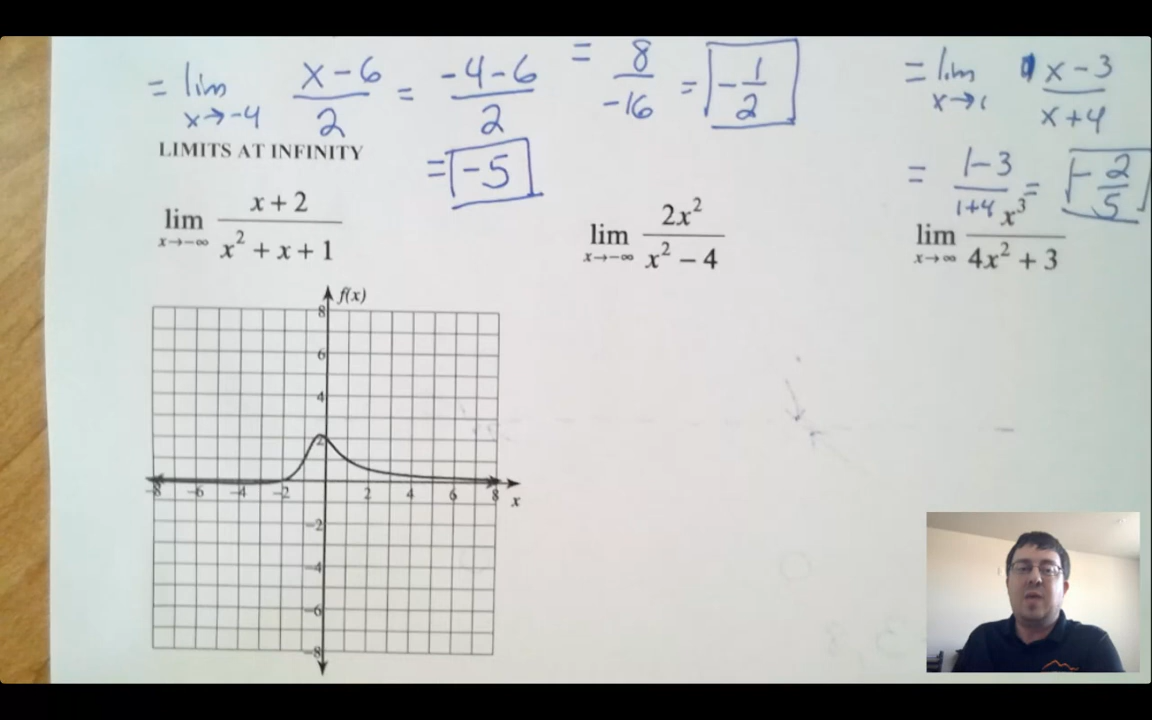 = lim x→-4 x-6/2 = -4-6/2
= -5
= 8/-16 = -1/2
= lim x→1 x-3/x+4
= 1-3/1+4 = -2/5
LIMITS AT INFINITY
lim x→-∞ x+2/x²+x+1
lim x→-∞ 2x²/x²-4
lim x→∞ x³/4x²+3
f(x)
8
6
4
2
-8 -6 -4 -2 2 4 6 8 x
-2
-4
-6
-8